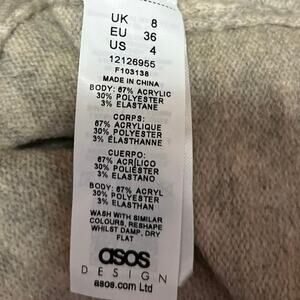 UK 8
EU 36
US 4
12126955
F103138
MADE IN CHINA
BODY: 67% ACRYLIC
30% POLYESTER
3% ELASTANE
CORPS:
67% ACRYLIQUE
30% POLYESTER
3% ÉLASTHANNE
CUERPO:
67% ACRÍLICO
30% POLIÉSTER
3% ELASTANO
BODY: 67% ACRYL
30% POLYESTER
3% ELASTHAN
WASH WITH SIMILAR
COLOURS, RESHAPE
WHILST DAMP, DRY
FLAT
asos
DESIGN
asos.com Ltd